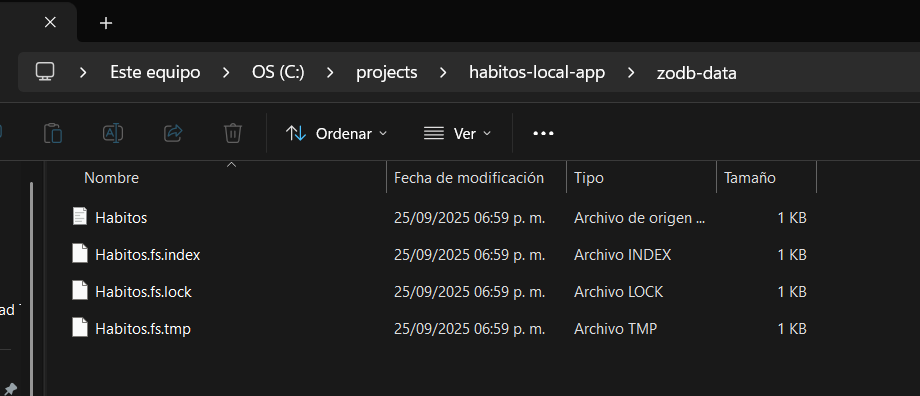 Este equipo > OS (C:) > projects > habitos-local-app > zodb-data
Ordenar Ver
Nombre Fecha de modificación Tipo Tamaño
Habitos 25/09/2025 06:59 p. m. Archivo de origen ... 1 KB
Habitos.fs.index 25/09/2025 06:59 p. m. Archivo INDEX 1 KB
Habitos.fs.lock 25/09/2025 06:59 p. m. Archivo LOCK 1 KB
ad
Habitos.fs.tmp 25/09/2025 06:59 p. m. Archivo TMP 1 KB